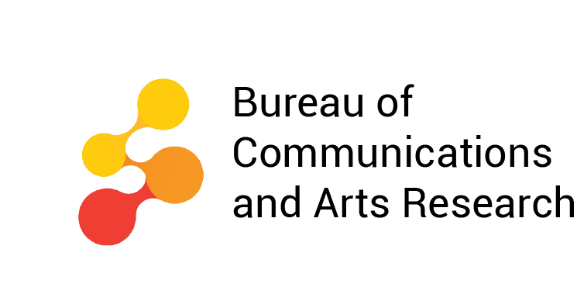 Bureau of
Communications
and Arts Research